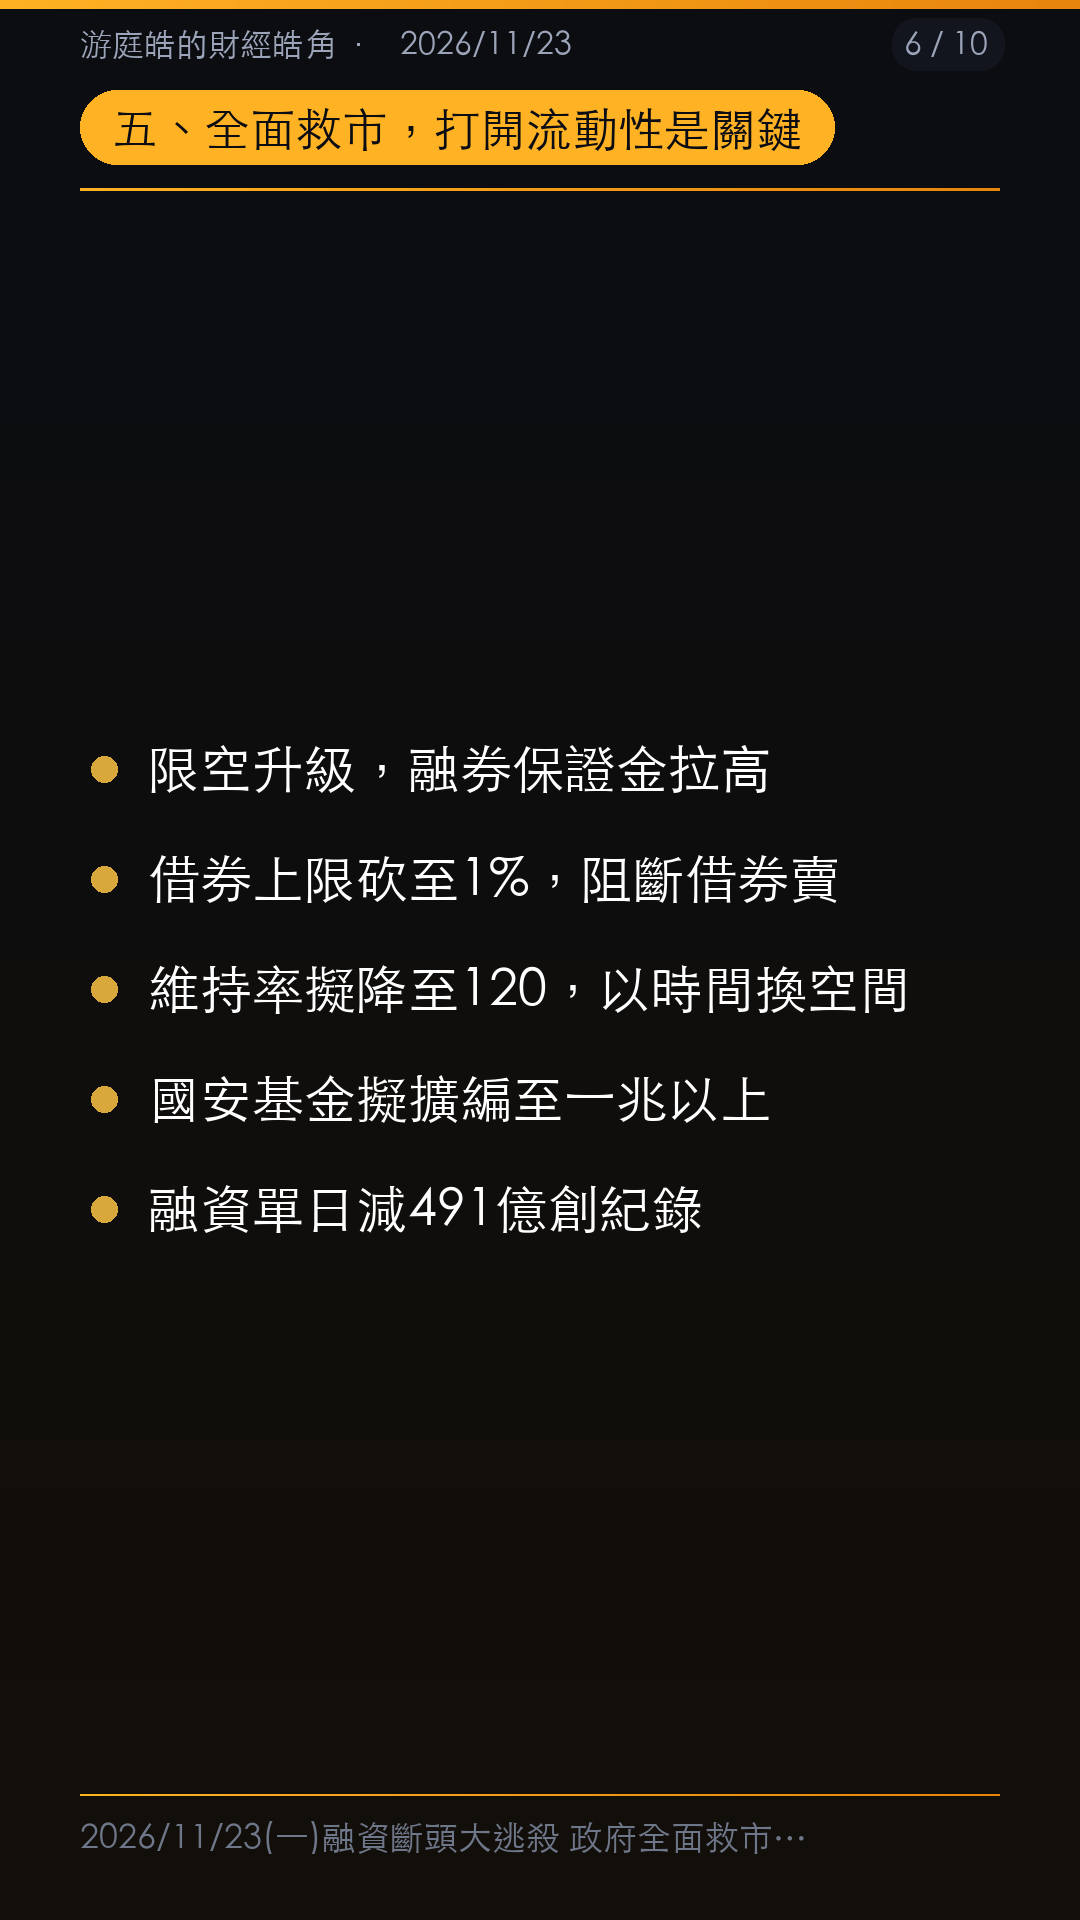 游庭皓的財經皓角 · 2026/11/23
6 / 10
五、全面救市，打開流動性是關鍵
限空升級，融券保證金拉高
借券上限砍至1%，阻斷借券賣
維持率擬降至120，以時間換空間
國安基金擬擴編至一兆以上
融資單日減491億創紀錄
2026/11/23(一)融資斷頭大逃殺 政府全面救市…